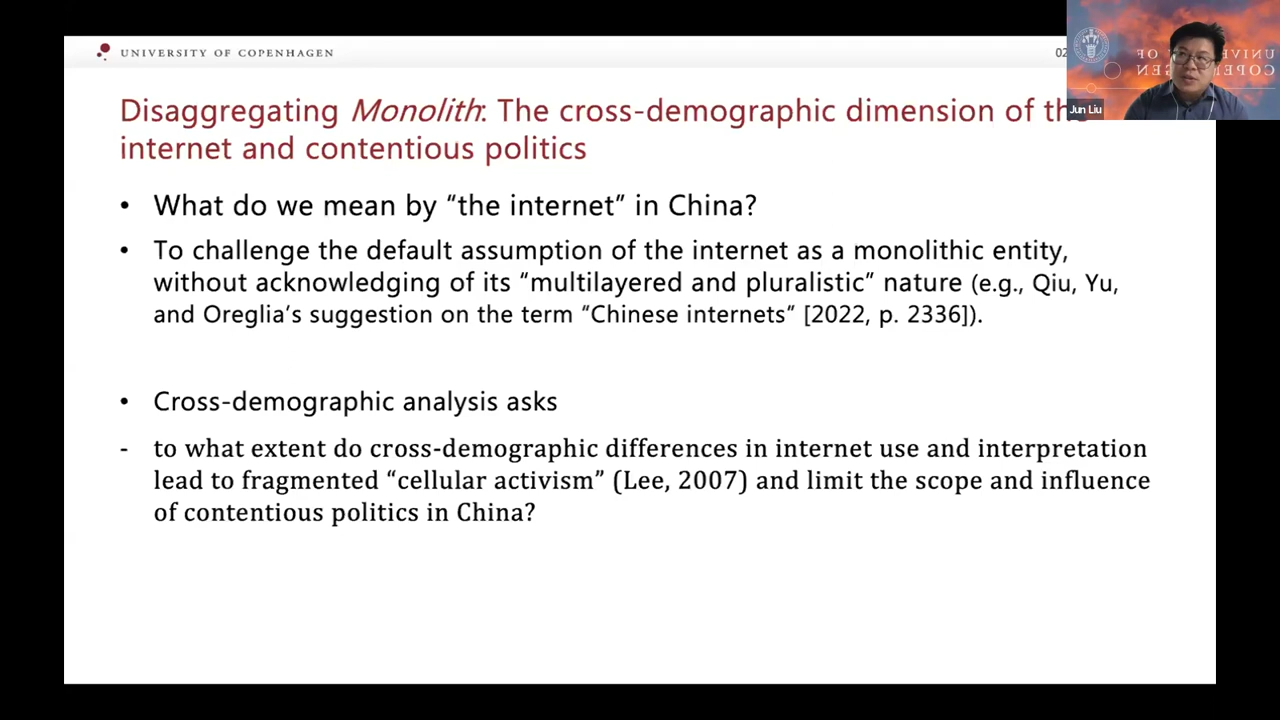 UNIVERSITY OF COPENHAGEN
02
Disaggregating Monolith: The cross-demographic dimension of the
internet and contentious politics
• What do we mean by “the internet” in China?
• To challenge the default assumption of the internet as a monolithic entity,
without acknowledging of its “multilayered and pluralistic” nature (e.g., Qiu, Yu,
and Oreglia’s suggestion on the term “Chinese internets” [2022, p. 2336]).
• Cross-demographic analysis asks
- to what extent do cross-demographic differences in internet use and interpretation
lead to fragmented “cellular activism” (Lee, 2007) and limit the scope and influence
of contentious politics in China?
Jun Liu